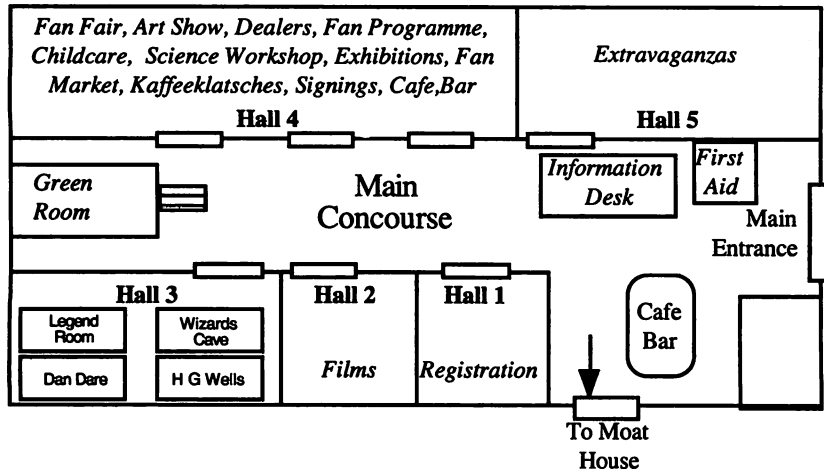 Fan Fair, Art Show, Dealers, Fan Programme,
Childcare, Science Workshop, Exhibitions, Fan
Market, Kaffeeklatsches, Signings, Cafe,Bar
Hall 4
Extravaganzas
Hall 5
Green
Room
Main
Concourse
Information
Desk
First
Aid
Main
Entrance
Hall 3
Legend
Room
Wizards
Cave
Dan Dare
H G Wells
Hall 2
Films
Hall 1
Registration
Cafe
Bar
To Moat
House